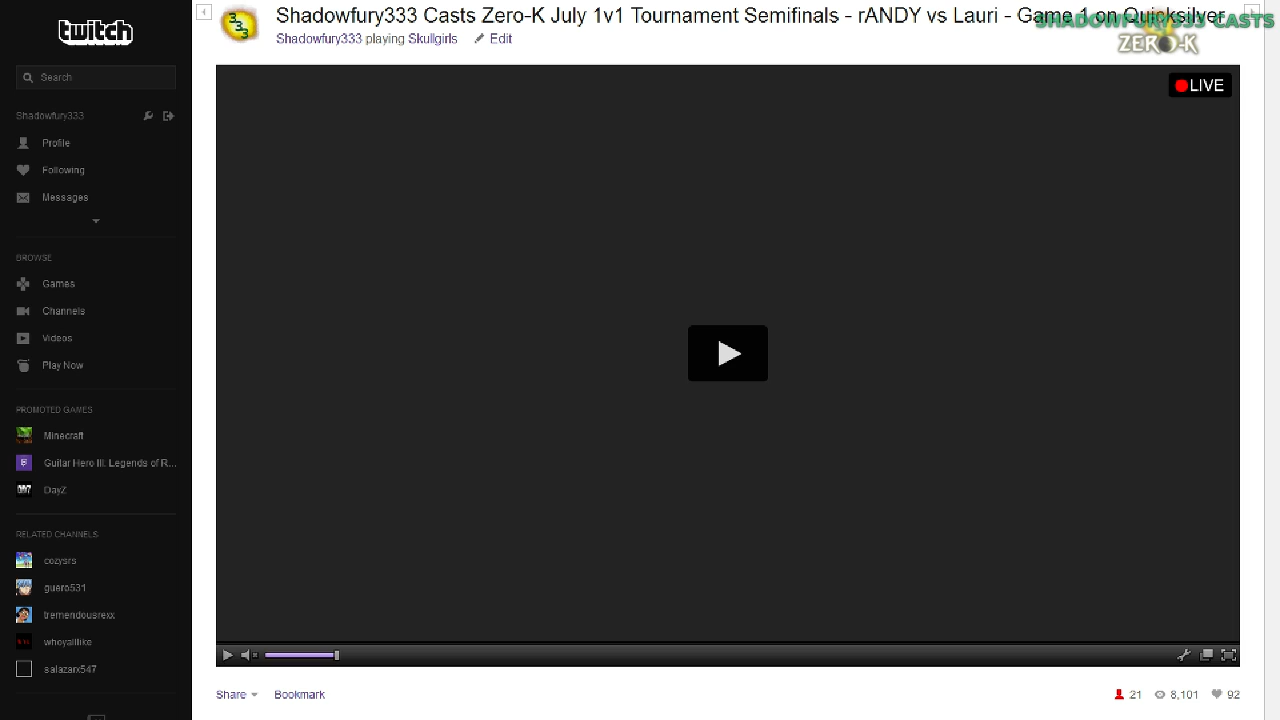 twitch
Search
Shadowfury333
Profile
Following
Messages
BROWSE
Games
Channels
Videos
Play Now
PROMOTED GAMES
Minecraft
Guitar Hero III: Legends of R...
DayZ
RELATED CHANNELS
cozysrs
guero531
tremendousrexx
whoyalllike
salazarx547
333
Shadowfury333 Casts Zero-K July 1v1 Tournament Semifinals - rANDY vs Lauri - Game 1 on Quicksilver
Shadowfury333 playing Skullgirls
Edit
SHADOWFURY333 CASTS
ZERO-K
LIVE
Share
Bookmark
21
8,101
92